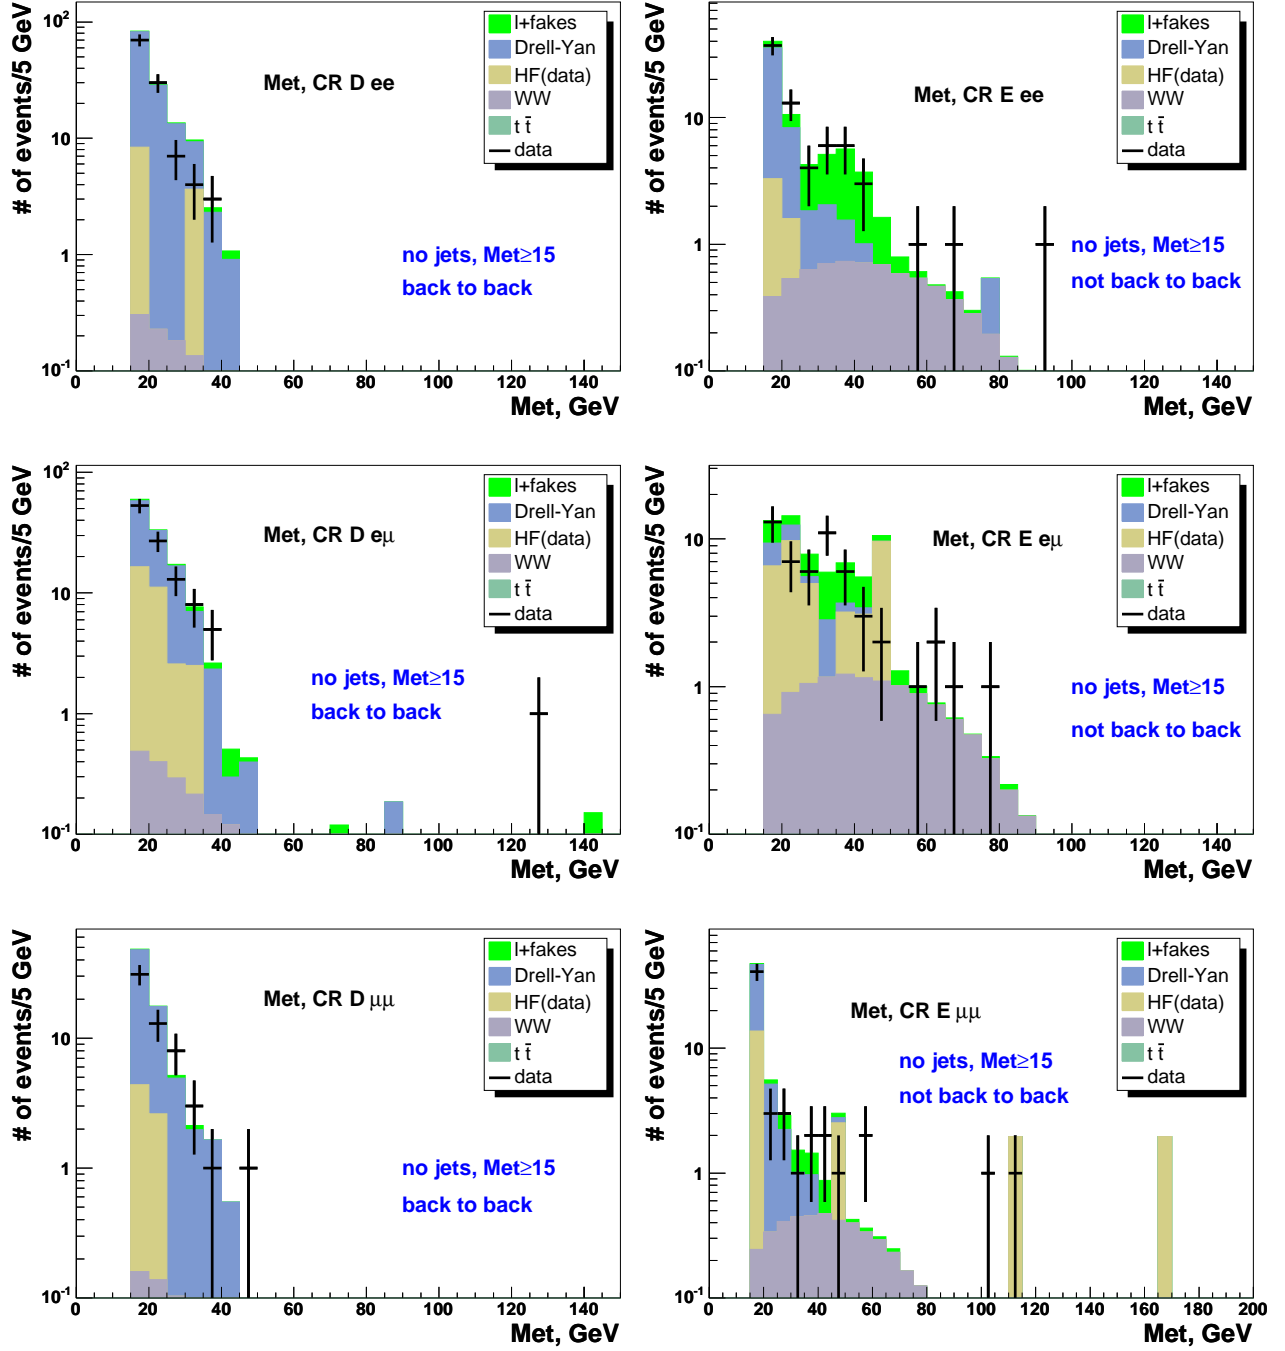 # of events/5 GeV
10²
10
1
10⁻¹
Met, CR D ee
l+fakes
Drell-Yan
HF(data)
WW
t t̄
data
no jets, Met≥15
back to back
0 20 40 60 80 100 120 140
Met, GeV
# of events/5 GeV
10
1
10⁻¹
Met, CR E ee
l+fakes
Drell-Yan
HF(data)
WW
t t̄
data
no jets, Met≥15
not back to back
0 20 40 60 80 100 120 140
Met, GeV
# of events/5 GeV
10²
10
1
10⁻¹
Met, CR D eμ
l+fakes
Drell-Yan
HF(data)
WW
t t̄
data
no jets, Met≥15
back to back
0 20 40 60 80 100 120 140
Met, GeV
# of events/5 GeV
10
1
10⁻¹
Met, CR E eμ
l+fakes
Drell-Yan
HF(data)
WW
t t̄
data
no jets, Met≥15
not back to back
0 20 40 60 80 100 120 140
Met, GeV
# of events/5 GeV
10
1
10⁻¹
Met, CR D μμ
l+fakes
Drell-Yan
HF(data)
WW
t t̄
data
no jets, Met≥15
back to back
0 20 40 60 80 100 120 140
Met, GeV
# of events/5 GeV
10
1
10⁻¹
Met, CR E μμ
l+fakes
Drell-Yan
HF(data)
WW
t t̄
data
no jets, Met≥15
not back to back
0 20 40 60 80 100 120 140 160 180 200
Met, GeV